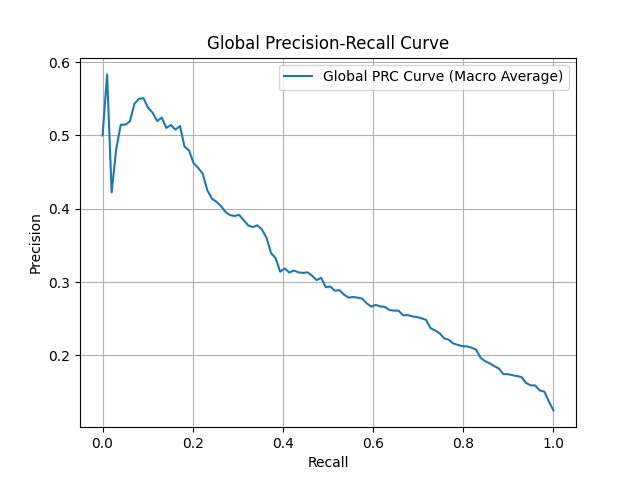 Global Precision-Recall Curve
Global PRC Curve (Macro Average)
0.6
0.5
0.4
0.3
0.2
Precision
0.0 0.2 0.4 0.6 0.8 1.0
Recall